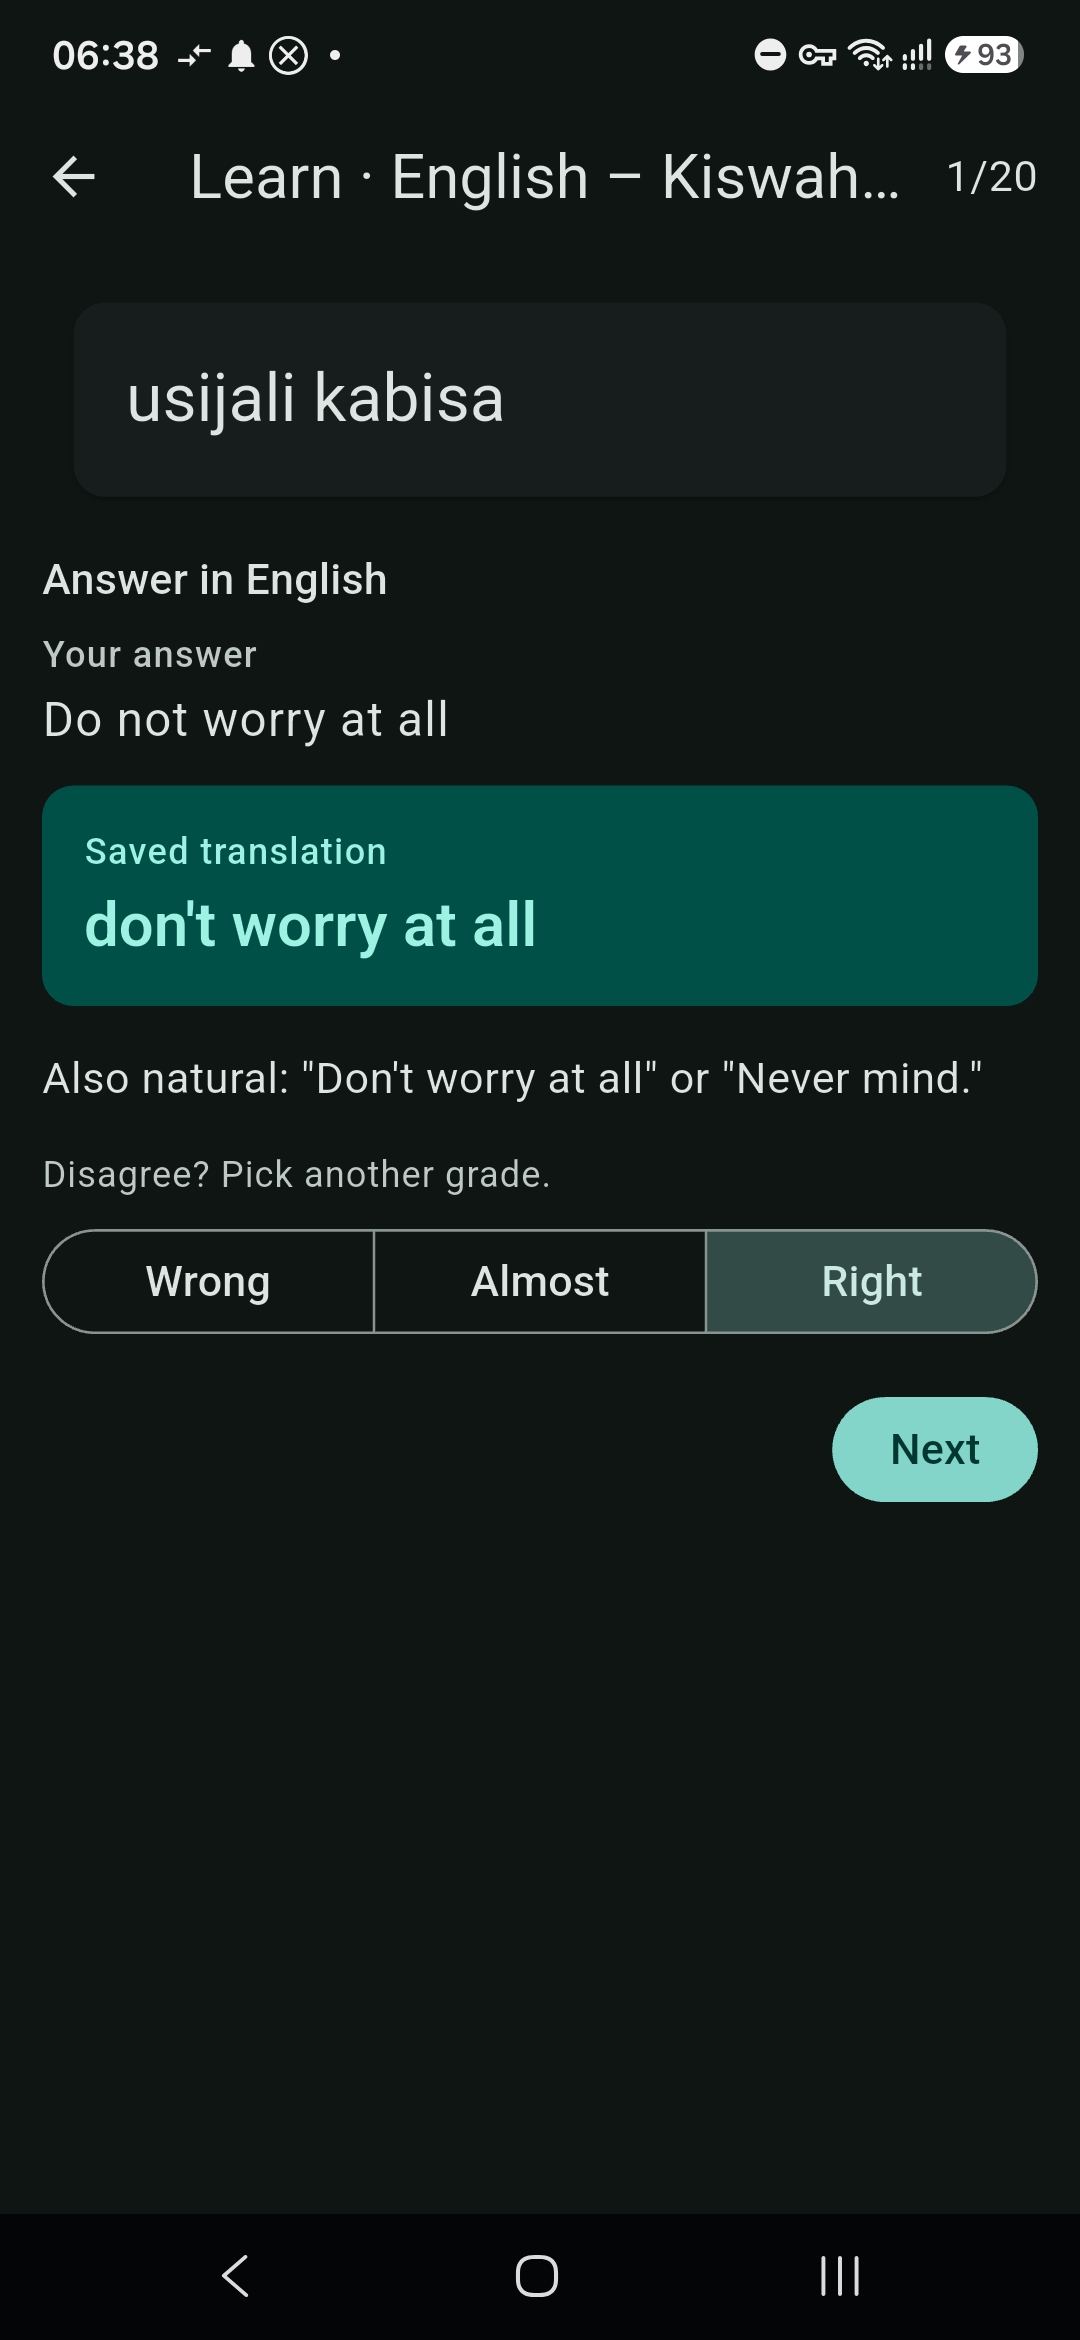 06:38
93
Learn · English – Kiswah...
1/20
usijali kabisa
Answer in English
Your answer
Do not worry at all
Saved translation
don't worry at all
Also natural: "Don't worry at all" or "Never mind."
Disagree? Pick another grade.
Wrong
Almost
Right
Next